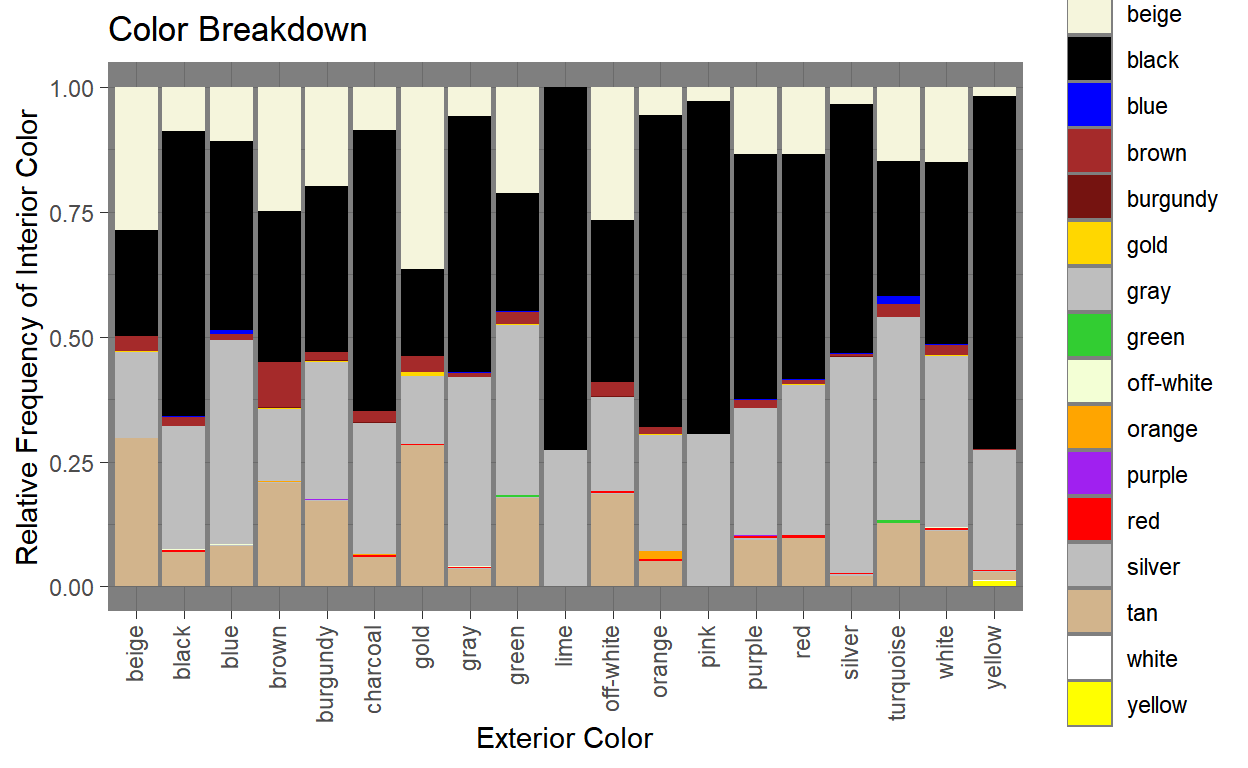 Color Breakdown
Relative Frequency of Interior Color
1.00
0.75
0.50
0.25
0.00
beige
black
blue
brown
burgundy
charcoal
gold
gray
green
lime
off-white
orange
pink
purple
red
silver
turquoise
white
yellow
Exterior Color
beige
black
blue
brown
burgundy
gold
gray
green
off-white
orange
purple
red
silver
tan
white
yellow